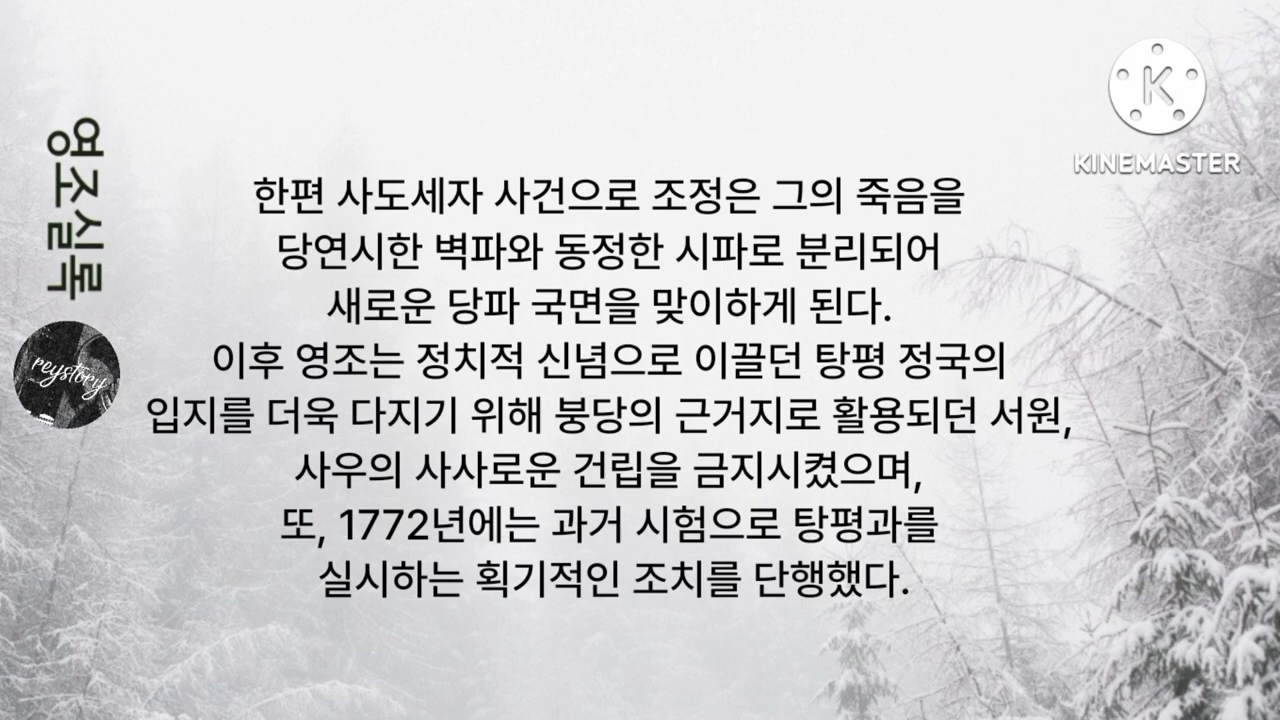 영조실록
reystory
KINEMASTER
한편 사도세자 사건으로 조정은 그의 죽음을
당연시한 벽파와 동정한 시파로 분리되어
새로운 당파 국면을 맞이하게 된다.
이후 영조는 정치적 신념으로 이끌던 탕평 정국의
입지를 더욱 다지기 위해 붕당의 근거지로 활용되던 서원,
사우의 사사로운 건립을 금지시켰으며,
또, 1772년에는 과거 시험으로 탕평과를
실시하는 획기적인 조치를 단행했다.